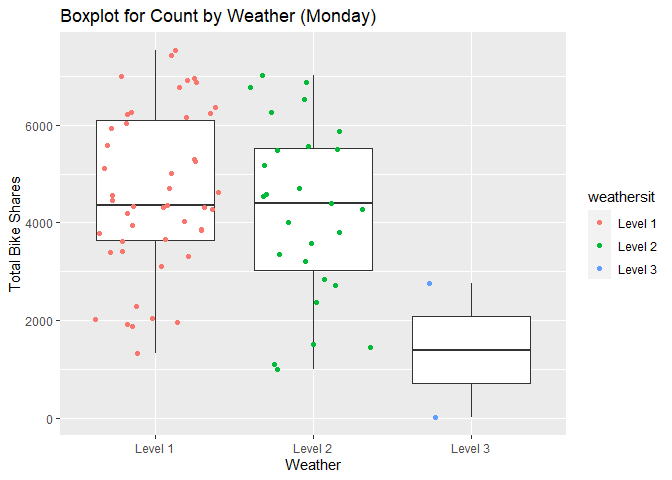 Boxplot for Count by Weather (Monday)
Total Bike Shares
6000
4000
2000
0
Level 1
Level 2
Level 3
Weather
weathersit
Level 1
Level 2
Level 3